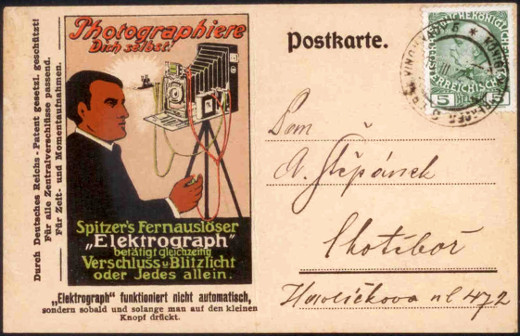 Photographiere
Dich selbst!
Spitzer's Fernauslöser
„Elektrograph"
betätigt gleichzeitig
Verschluss u Blitzlicht
oder Jedes allein.
„Elektrograph" funktioniert nicht automatisch,
sondern sobald und solange man auf den kleinen
Knopf drückt.
Durch Deutsches Reichs-Patent gesetzl. geschützt!
Für alle Zentralverschlüsse passend.
Für Zeit- und Momentaufnahmen.
Postkarte.
5
Pan
A. Štěpánek
Chotěboř
Havlíčkova ul 472